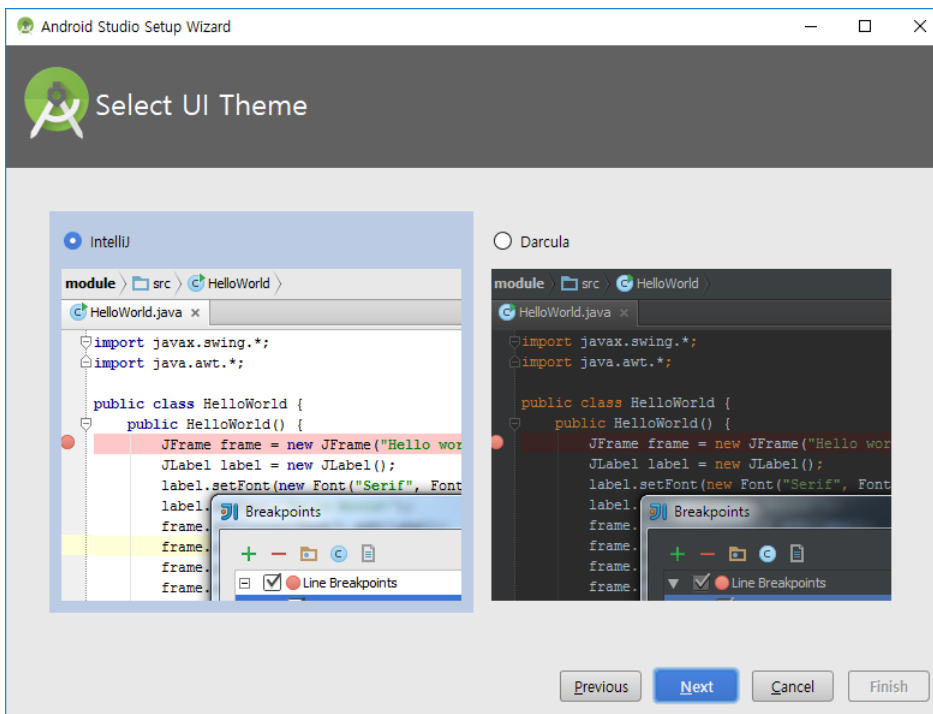 Android Studio Setup Wizard
Select UI Theme
IntelliJ
module src HelloWorld
HelloWorld.java ×
import javax.swing.*;
import java.awt.*;
public class HelloWorld {
public HelloWorld() {
JFrame frame = new JFrame("Hello wor
JLabel label = new JLabel();
label.setFont(new Font("Serif", Font
label.
frame.
frame.
frame.
frame.
Breakpoints
Line Breakpoints
Darcula
module src HelloWorld
HelloWorld.java ×
import javax.swing.*;
import java.awt.*;
public class HelloWorld {
public HelloWorld() {
JFrame frame = new JFrame("Hello wor
JLabel label = new JLabel();
label.setFont(new Font("Serif", Font
label.
frame.
frame.
frame.
frame.
Breakpoints
Line Breakpoints
Previous Next Cancel Finish